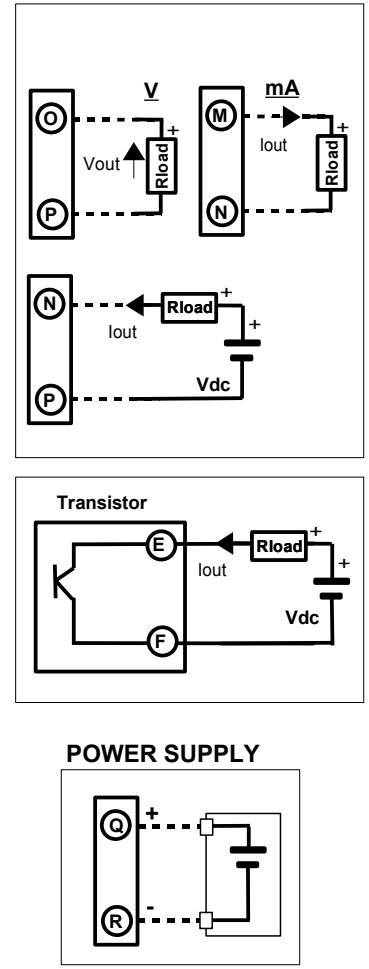 V
mA
O
+
Vout
Rload
P
M
Iout
+
Rload
N
N
Iout
Rload
+
+
Vdc
P
Transistor
E
Iout
Rload
+
+
Vdc
F
POWER SUPPLY
Q
+
R
-